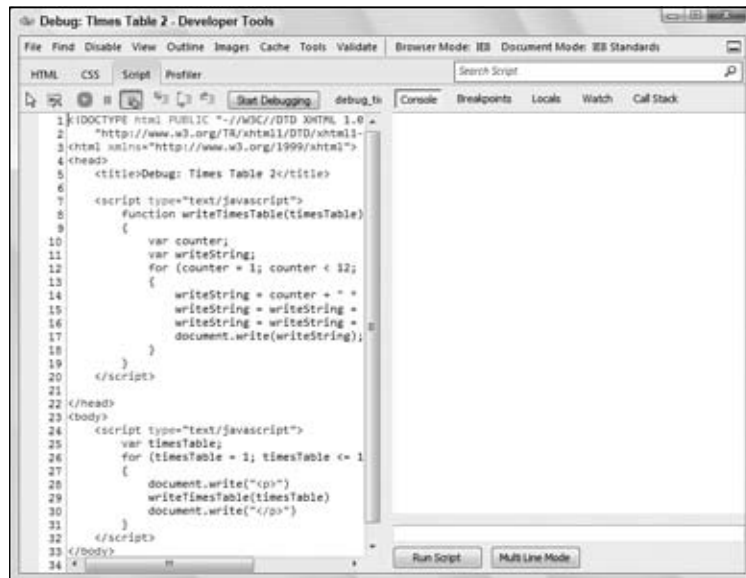 Debug: Times Table 2 - Developer Tools
File Find Disable View Outline Images Cache Tools Validate Browser Mode: IE8 Document Mode: IE8 Standards
HTML CSS Script Profiler Search Script
Start Debugging debug_ti Console Breakpoints Locals Watch Call Stack
1 <!DOCTYPE html PUBLIC "-//W3C//DTD XHTML 1.0
2 "http://www.w3.org/TR/xhtml1/DTD/xhtml1-
3 <html xmlns="http://www.w3.org/1999/xhtml">
4 <head>
5 <title>Debug: Times Table 2</title>
6
7 <script type="text/javascript">
8 function writeTimesTable(timesTable)
9 {
10 var counter;
11 var writeString;
12 for (counter = 1; counter < 12;
13 {
14 writeString = counter + " "
15 writeString = writeString =
16 writeString = writeString =
17 document.write(writeString);
18 }
19 }
20 </script>
21
22 </head>
23 <body>
24 <script type="text/javascript">
25 var timesTable;
26 for (timesTable = 1; timesTable <= 1
27 {
28 document.write("<p>")
29 writeTimesTable(timesTable)
30 document.write("</p>")
31 }
32 </script>
33 </body>
34
Run Script Multi Line Mode